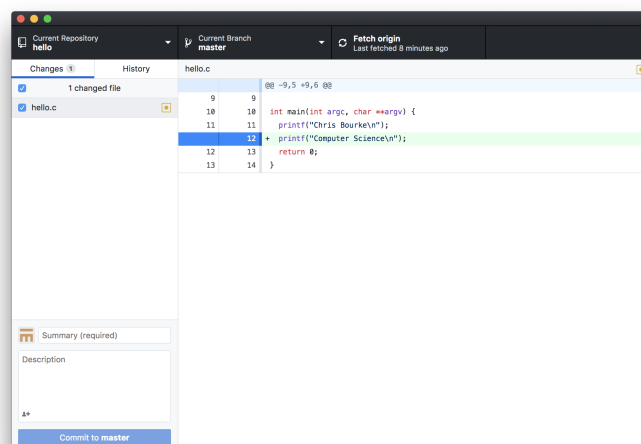 Current Repository
hello
Current Branch
master
Fetch origin
Last fetched 8 minutes ago
Changes 1
History
hello.c
1 changed file
hello.c
@@ -9,5 +9,6 @@
9 9
10 10 int main(int argc, char **argv) {
11 11 printf("Chris Bourke\n");
12 + printf("Computer Science\n");
12 13 return 0;
13 14 }
Summary (required)
Description
Commit to master